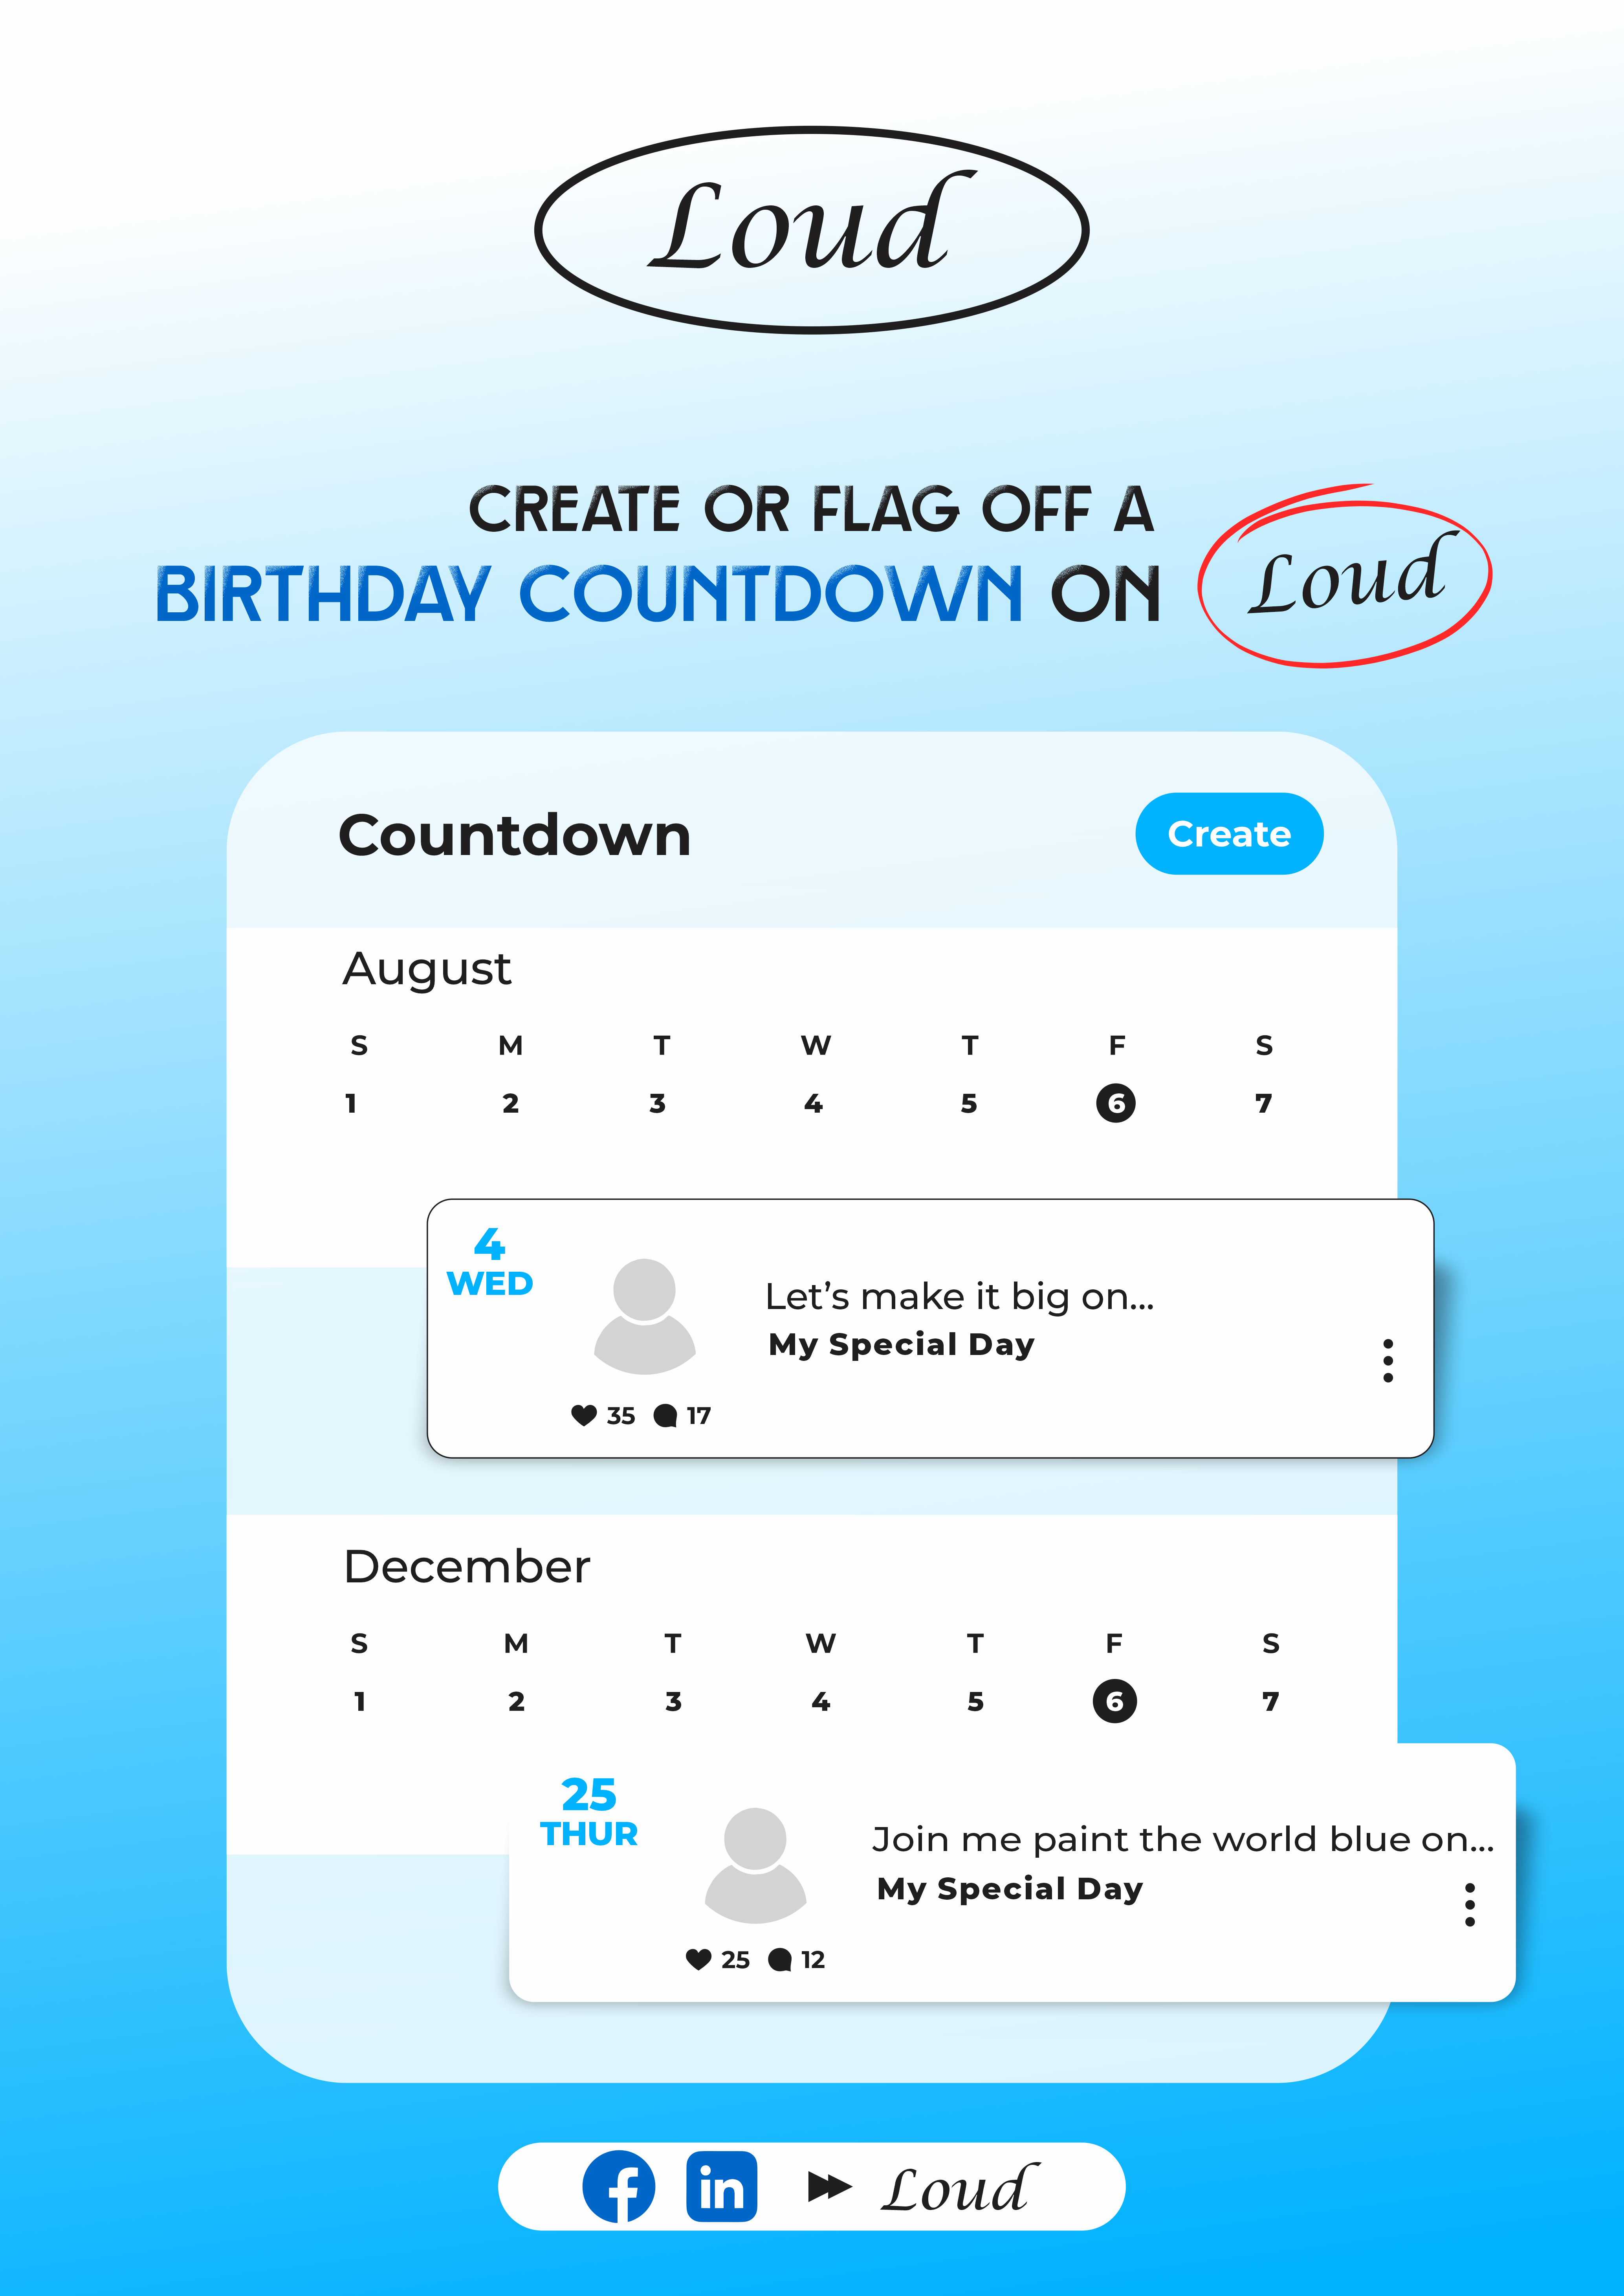 Loud
CREATE OR FLAG OFF A
BIRTHDAY COUNTDOWN ON Loud
Countdown Create
August
S M T W T F S
1 2 3 4 5 6 7
4
WED
Let's make it big on...
My Special Day
35 17
December
S M T W T F S
1 2 3 4 5 6 7
25
THUR
Join me paint the world blue on...
My Special Day
25 12
f in Loud